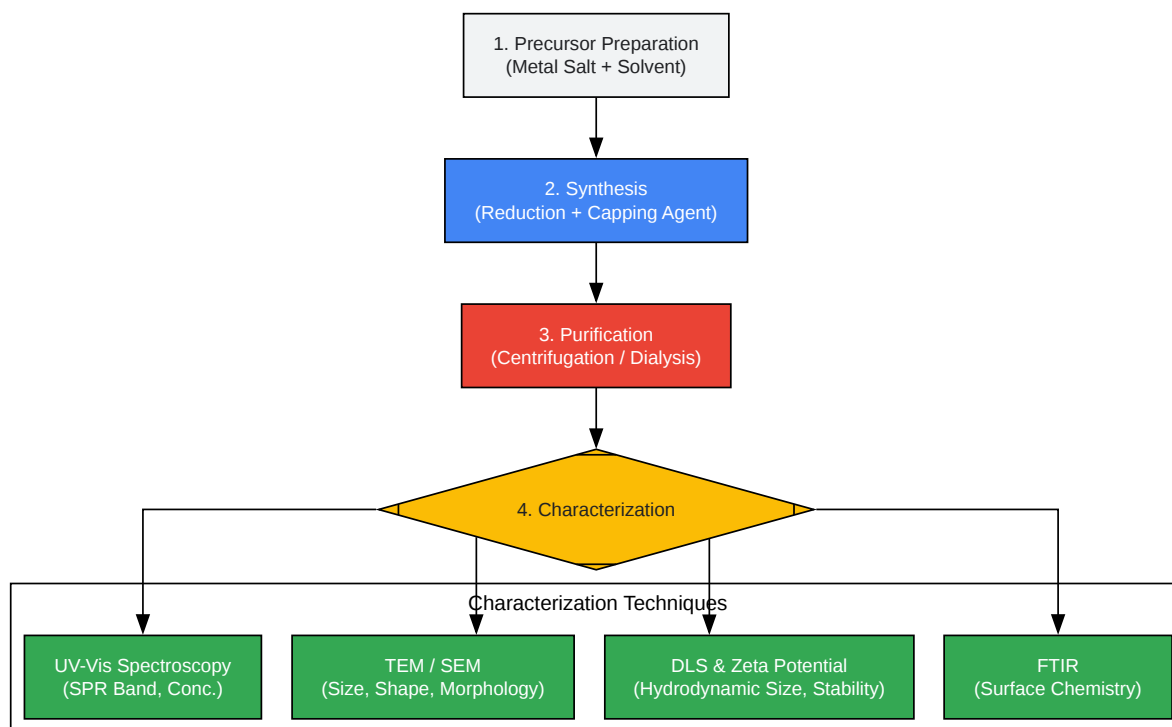 1. Precursor Preparation
(Metal Salt + Solvent)
2. Synthesis
(Reduction + Capping Agent)
3. Purification
(Centrifugation / Dialysis)
4. Characterization
Characterization Techniques
UV-Vis Spectroscopy
(SPR Band, Conc.)
TEM / SEM
(Size, Shape, Morphology)
DLS & Zeta Potential
(Hydrodynamic Size, Stability)
FTIR
(Surface Chemistry)